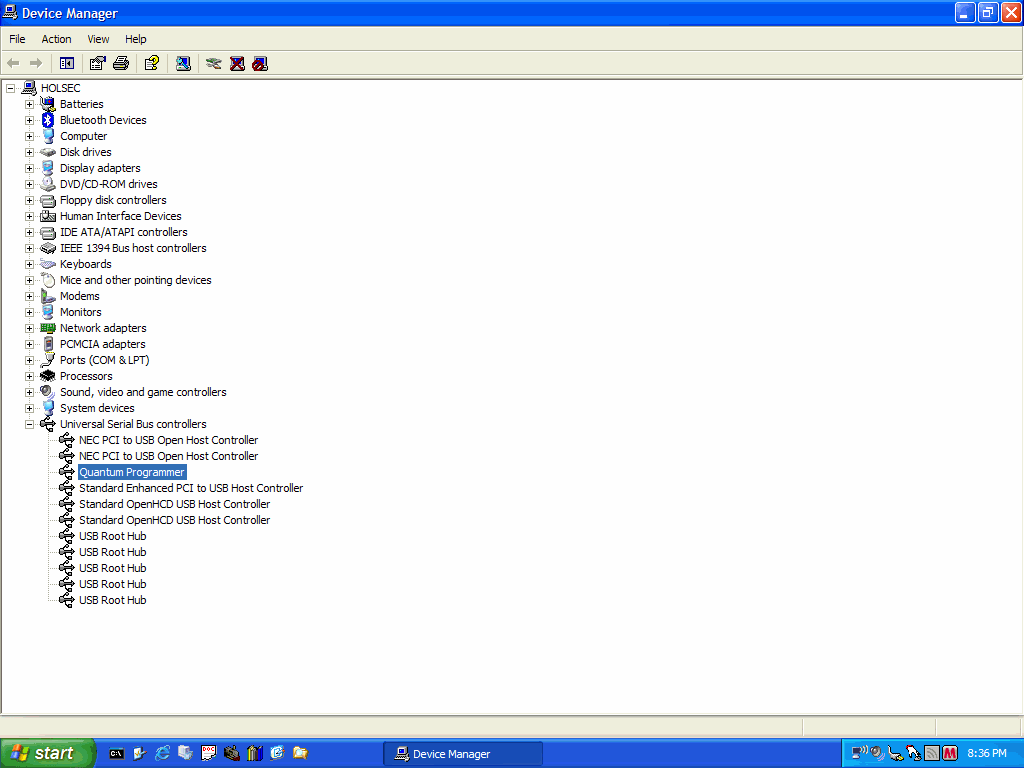 Device Manager
File Action View Help
HOLSEC
Batteries
Bluetooth Devices
Computer
Disk drives
Display adapters
DVD/CD-ROM drives
Floppy disk controllers
Human Interface Devices
IDE ATA/ATAPI controllers
IEEE 1394 Bus host controllers
Keyboards
Mice and other pointing devices
Modems
Monitors
Network adapters
PCMCIA adapters
Ports (COM & LPT)
Processors
Sound, video and game controllers
System devices
Universal Serial Bus controllers
NEC PCI to USB Open Host Controller
NEC PCI to USB Open Host Controller
Quantum Programmer
Standard Enhanced PCI to USB Host Controller
Standard OpenHCD USB Host Controller
Standard OpenHCD USB Host Controller
USB Root Hub
USB Root Hub
USB Root Hub
USB Root Hub
USB Root Hub
start Device Manager 8:36 PM